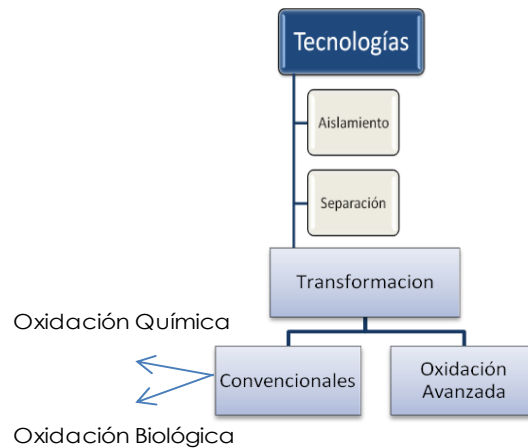 Tecnologías
Aislamiento
Separación
Transformacion
Oxidación Química
Convencionales
Oxidación
Avanzada
Oxidación Biológica